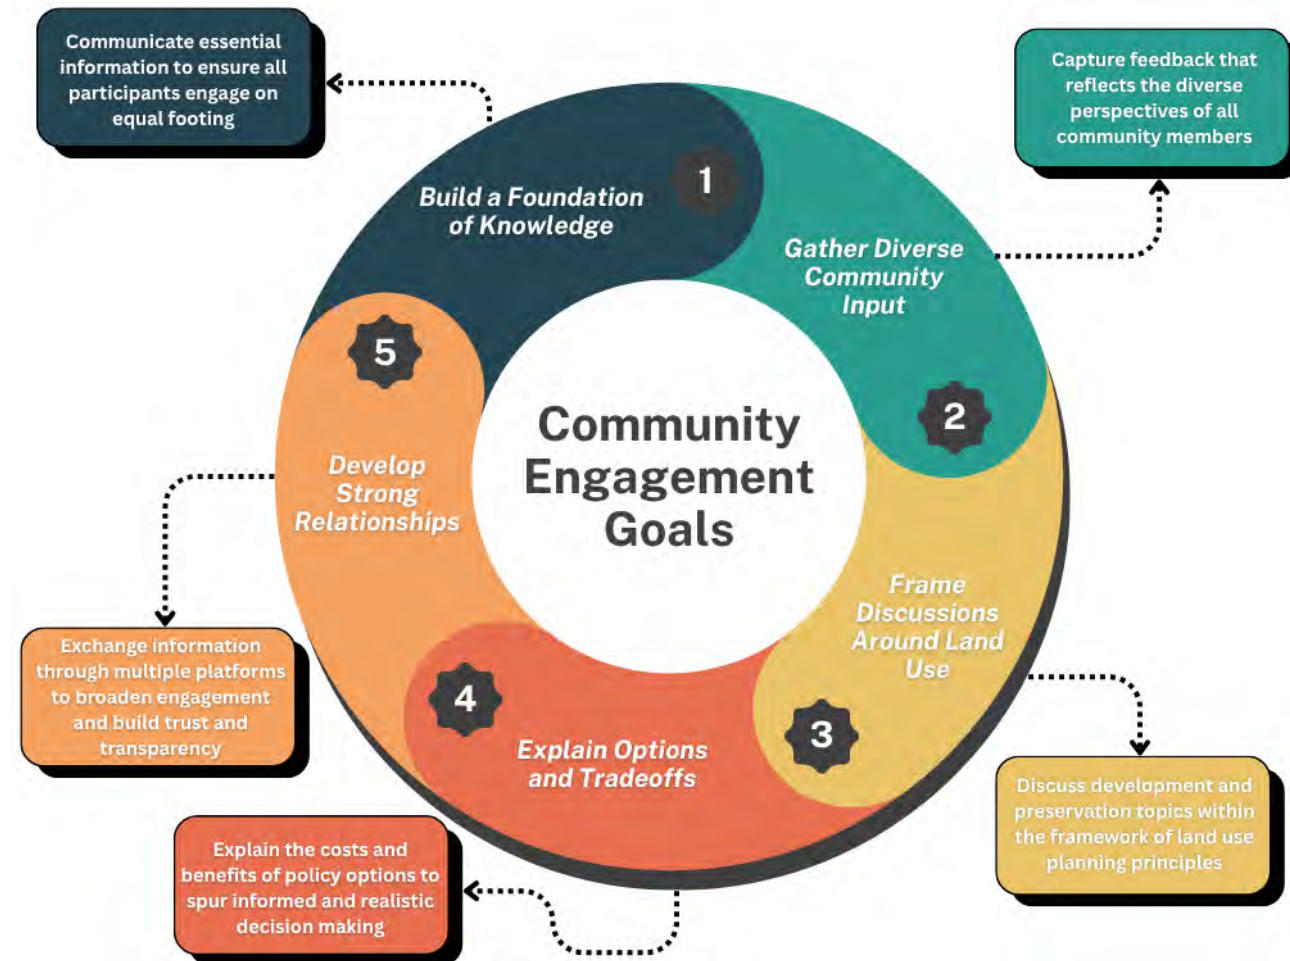 Communicate essential
information to ensure all
participants engage on
equal footing
Capture feedback that
reflects the diverse
perspectives of all
community members
1
Build a Foundation
of Knowledge
Gather Diverse
Community
Input
2
5
Develop
Strong
Relationships
Community
Engagement
Goals
Frame
Discussions
Around Land
Use
3
4
Explain Options
and Tradeoffs
Exchange information
through multiple platforms
to broaden engagement
and build trust and
transparency
Discuss development and
preservation topics within
the framework of land use
planning principles
Explain the costs and
benefits of policy options to
spur informed and realistic
decision making